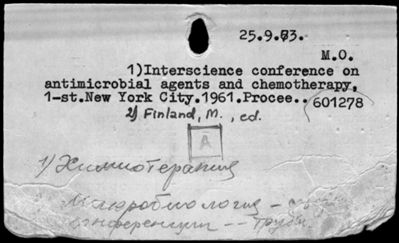 25.9.73.
M.O.
1)Interscience conference on
antimicrobial agents and chemotherapy,
1-st.New York City.1961.Procee..
601278
2) Finland, M., ed.
A
1) Химиотерапия
Микробиология -
конференции -- Труды.